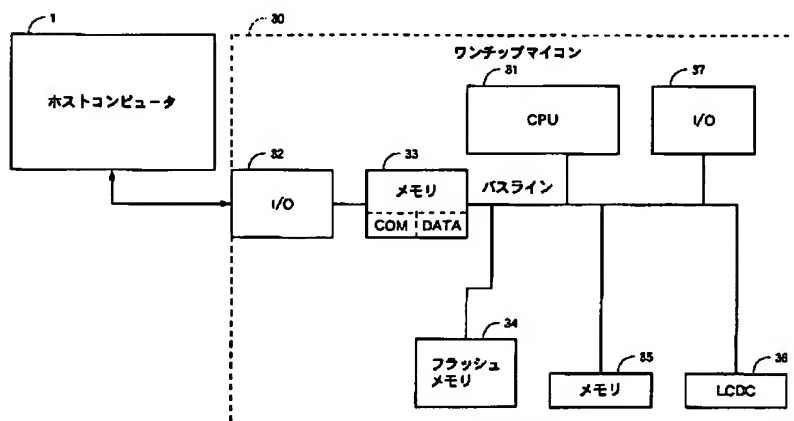 1
30
ワンチップマイコン
ホストコンピュータ
31
CPU
37
I/O
32
I/O
33
メモリ
COM DATA
バスライン
34
フラッシュ
メモリ
35
メモリ
36
LCDC